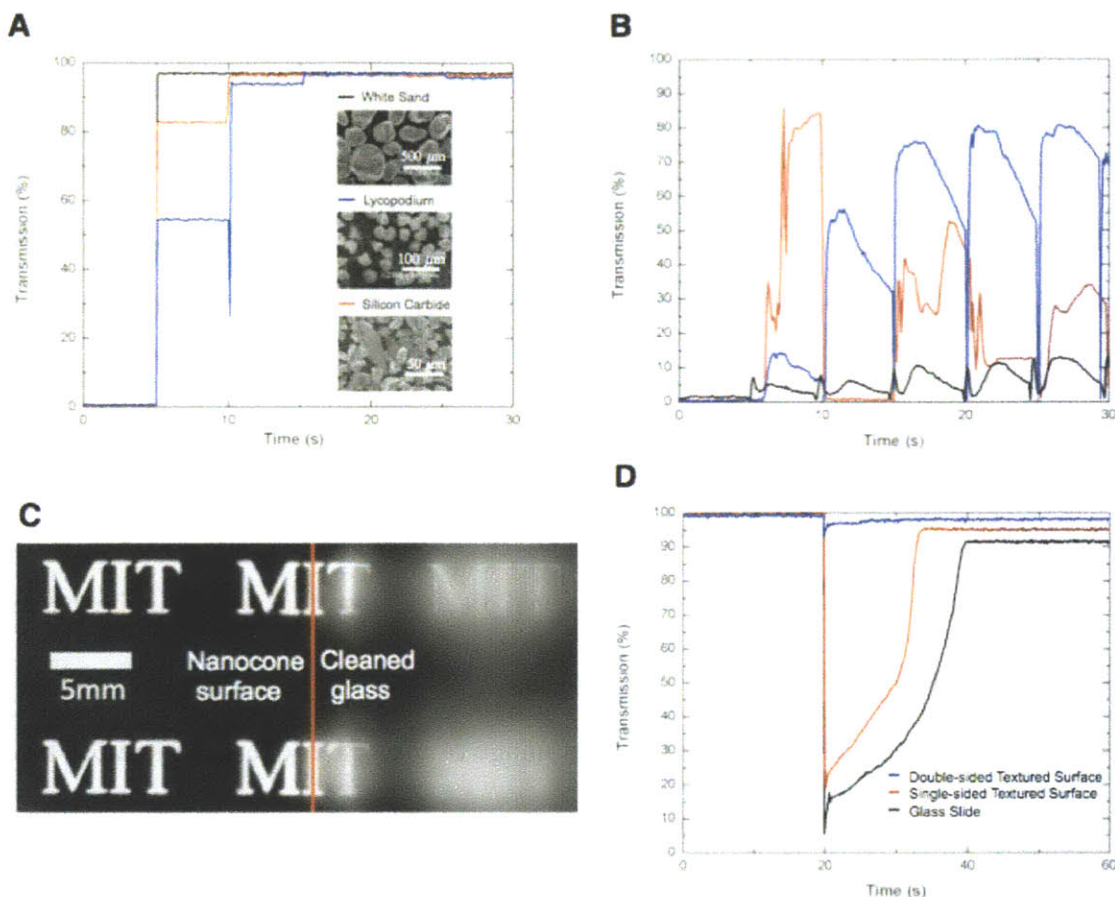 A
Transmission (%)
100
80
60
40
20
0
0
10
20
30
Time (s)
White Sand
500 μm
Lycopodium
100 μm
Silicon Carbide
50 μm
B
Transmission (%)
100
90
80
70
60
50
40
30
20
10
0
0
10
20
30
Time (s)
C
MIT MIT MIT
5mm
Nanocone
surface
Cleaned
glass
MIT MIT
D
Transmission (%)
100
90
80
70
60
50
40
30
20
10
0
Double-sided Textured Surface
Single-sided Textured Surface
Glass Slide
0
20
40
60
Time (s)